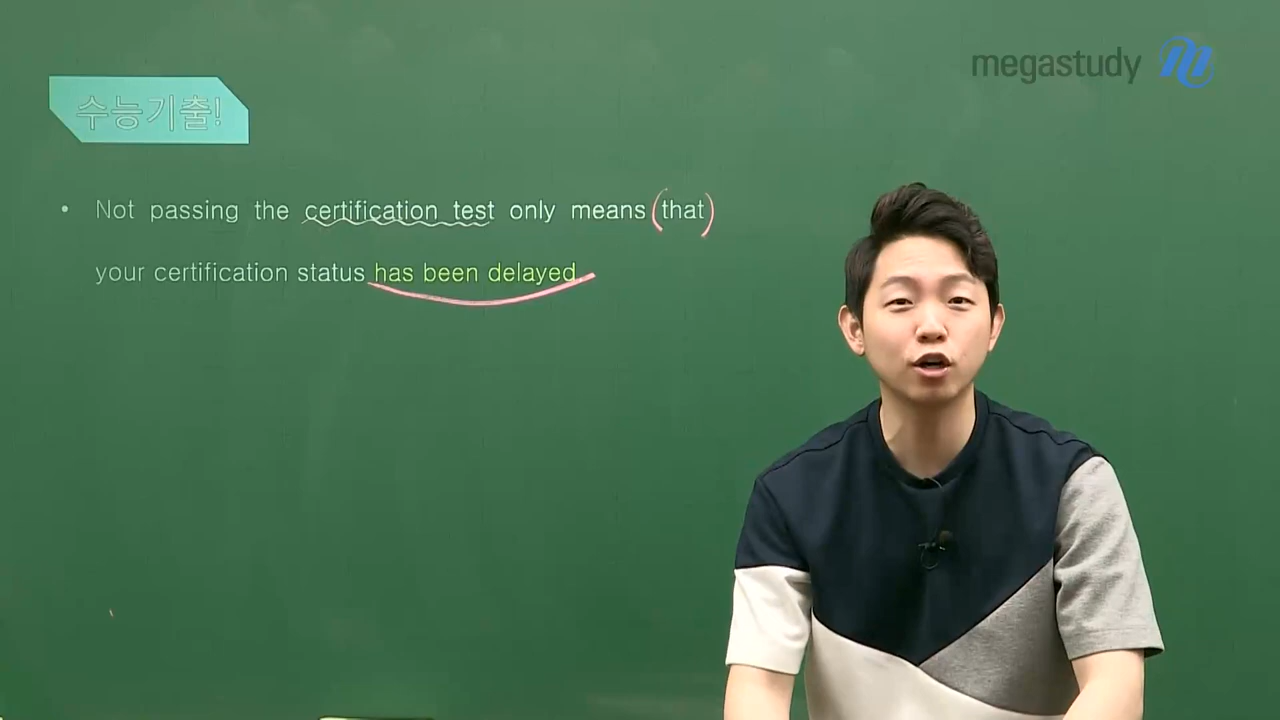 megastudy
수능기출!
• Not passing the certification test only means (that)
your certification status has been delayed